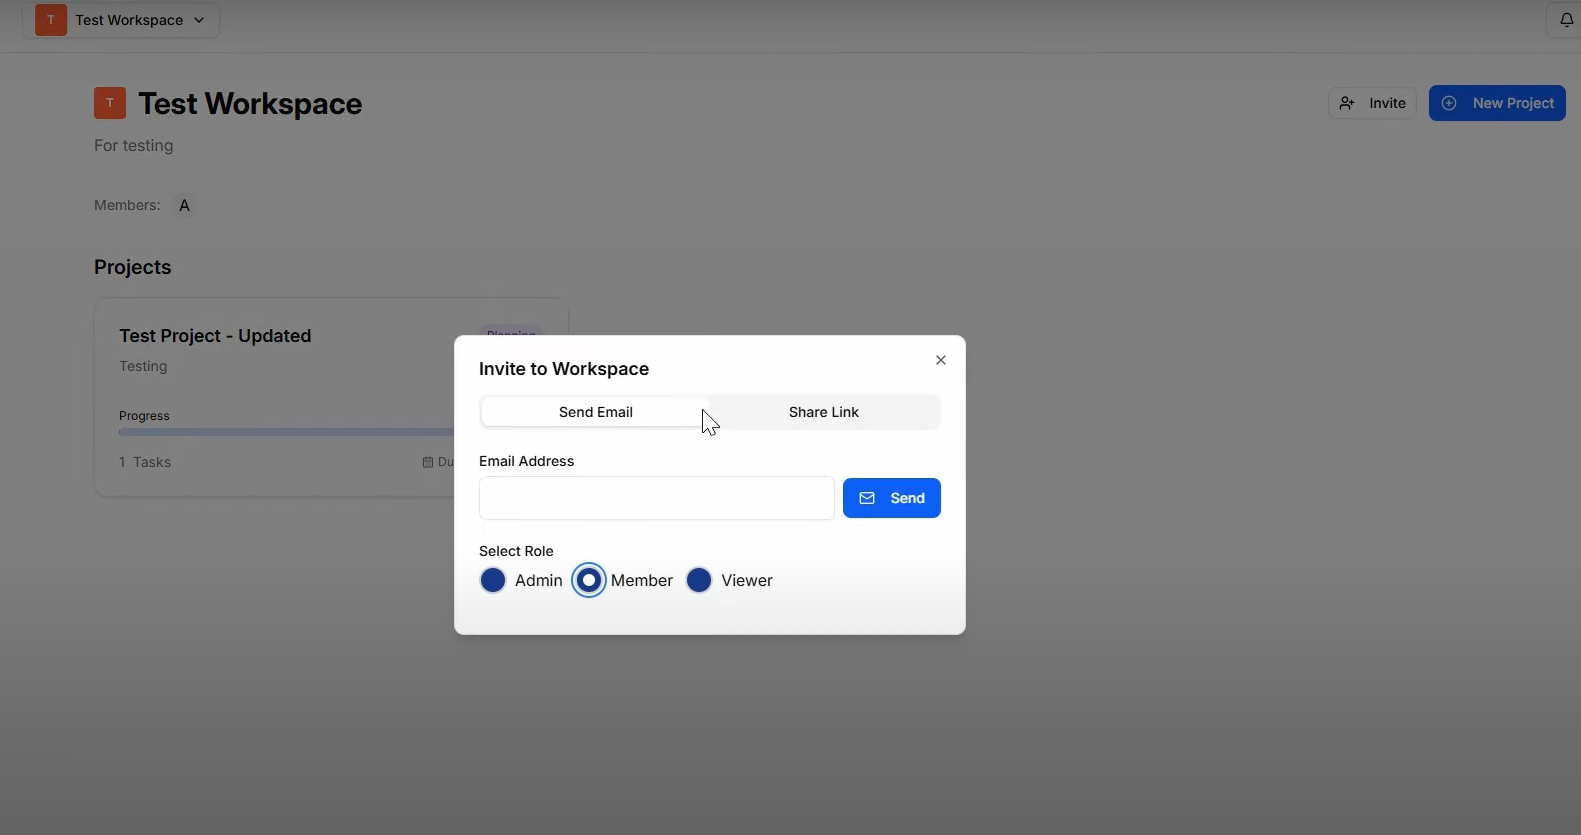 T Test Workspace
T Test Workspace
Invite
New Project
For testing
Members: A
Projects
Test Project - Updated
Planning
Testing
Progress
1 Tasks
Du
Invite to Workspace
Send Email
Share Link
Email Address
Send
Select Role
Admin Member Viewer